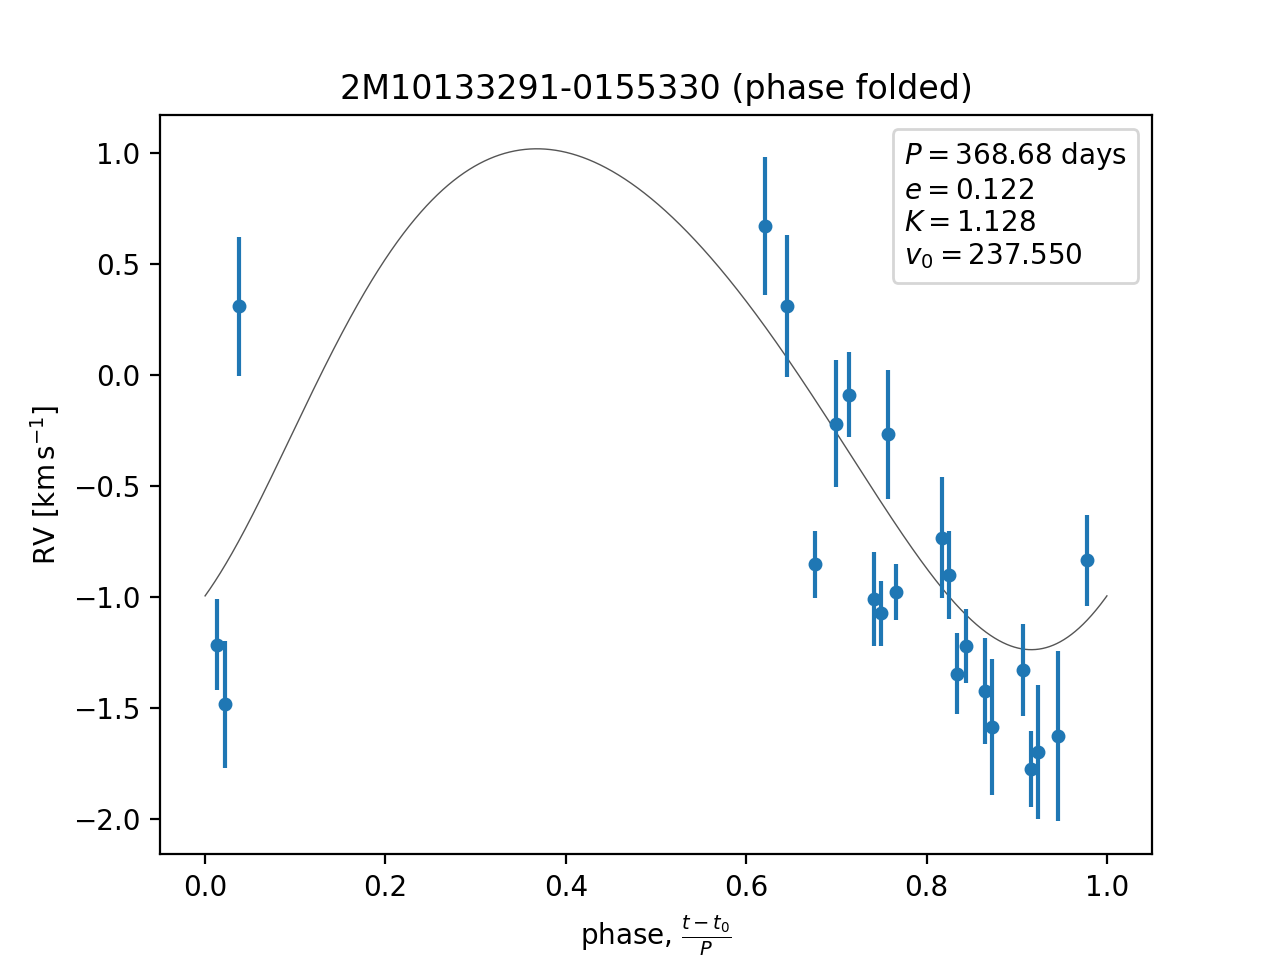 2M10133291-0155330 (phase folded)
P = 368.68 days
e = 0.122
K = 1.128
v₀ = 237.550
1.0
0.5
0.0
−0.5
−1.0
−1.5
−2.0
RV [km s⁻¹]
0.0 0.2 0.4 0.6 0.8 1.0
phase, (t − t₀)/P